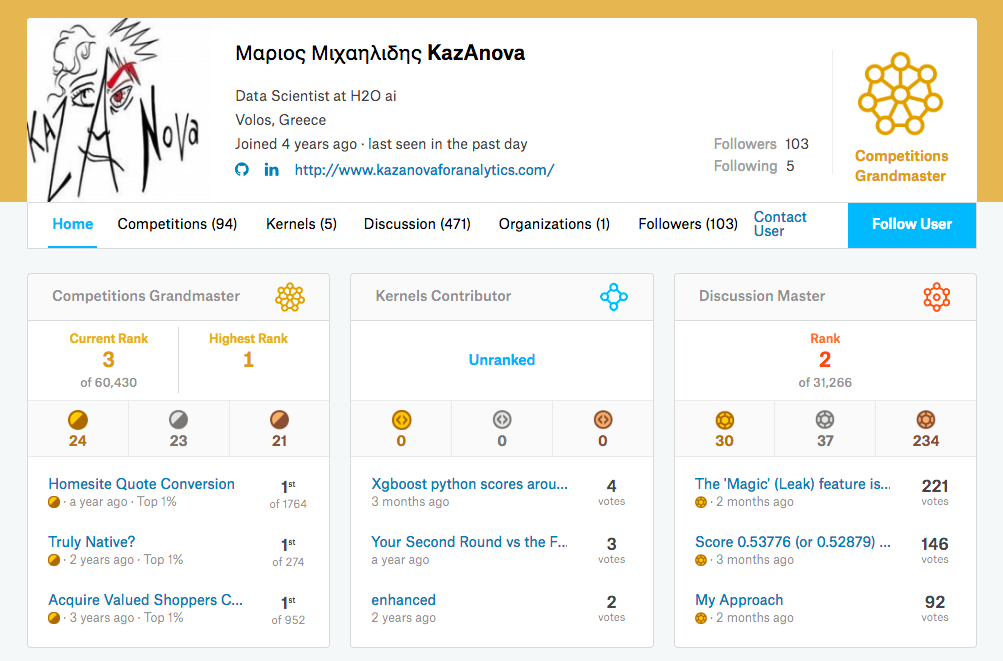 KAZ A Nova
Μαριος Μιχαηλιδης KazAnova
Data Scientist at H2O ai
Volos, Greece
Joined 4 years ago · last seen in the past day
in http://www.kazanovaforanalytics.com/
Followers 103
Following 5
Competitions
Grandmaster
Home Competitions (94) Kernels (5) Discussion (471) Organizations (1) Followers (103) Contact User Follow User
Competitions Grandmaster
Current Rank
3
of 60,430
Highest Rank
1
24 23 21
Homesite Quote Conversion 1st
· a year ago · Top 1% of 1764
Truly Native? 1st
· 2 years ago · Top 1% of 274
Acquire Valued Shoppers C... 1st
· 3 years ago · Top 1% of 952
Kernels Contributor
Unranked
0 0 0
Xgboost python scores arou... 4
3 months ago votes
Your Second Round vs the F... 3
a year ago votes
enhanced 2
2 years ago votes
Discussion Master
Rank
2
of 31,266
30 37 234
The 'Magic' (Leak) feature is... 221
· 2 months ago votes
Score 0.53776 (or 0.52879) ... 146
· 3 months ago votes
My Approach 92
· 2 months ago votes